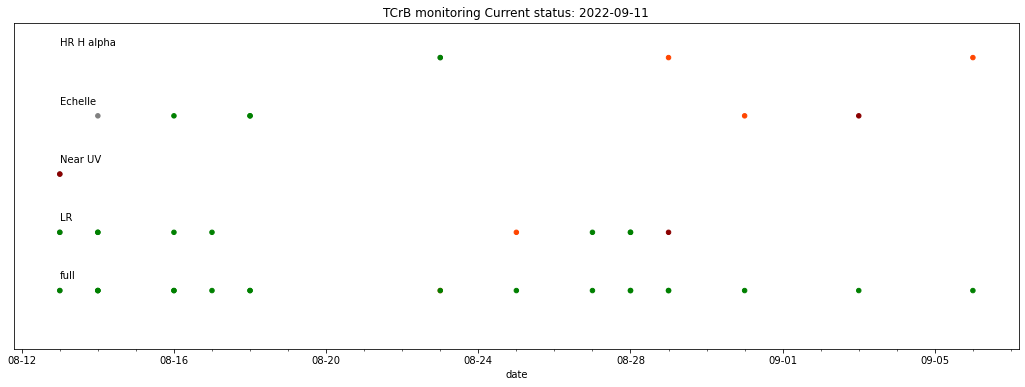 TCrB monitoring Current status: 2022-09-11
HR H alpha
Echelle
Near UV
LR
full
08-12 08-16 08-20 08-24 08-28 09-01 09-05
date